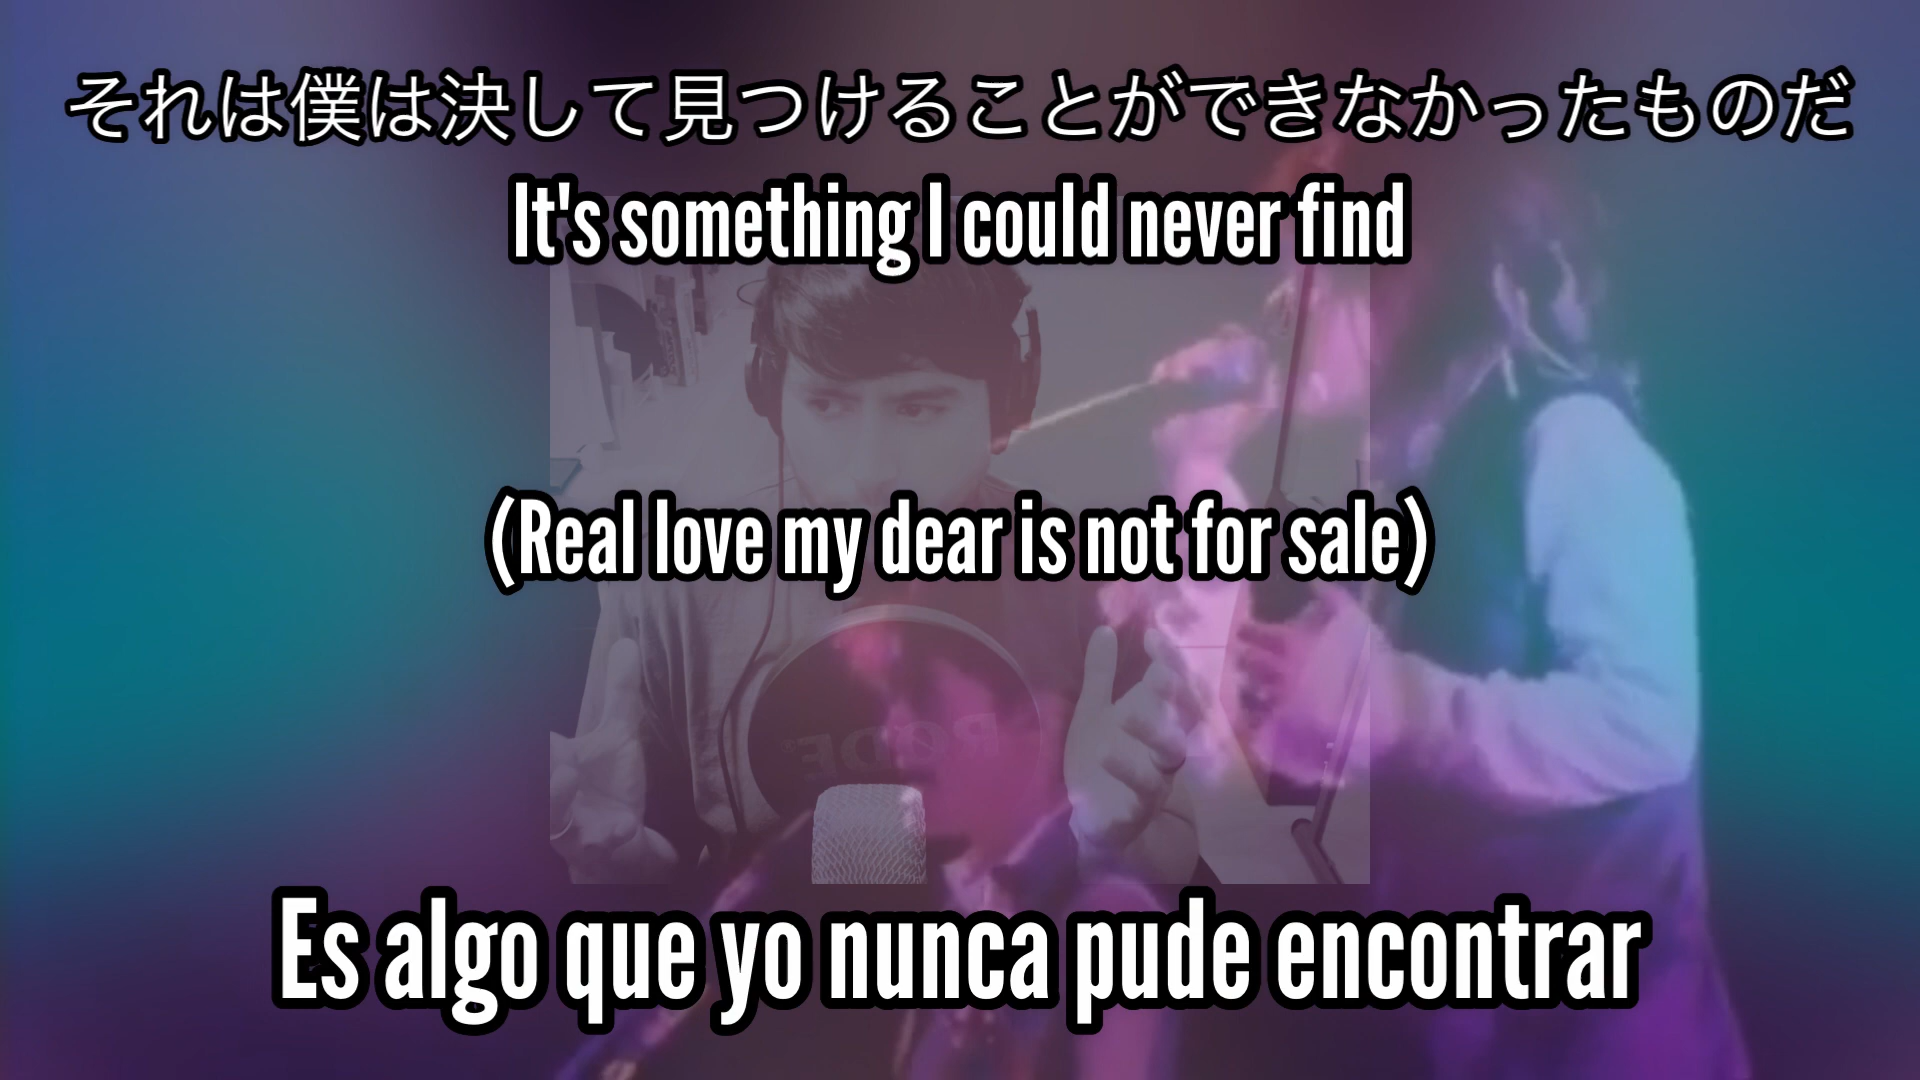 それは僕は決して見つけることができなかったものだ
It's something I could never find
(Real love my dear is not for sale)
RODE
Es algo que yo nunca pude encontrar